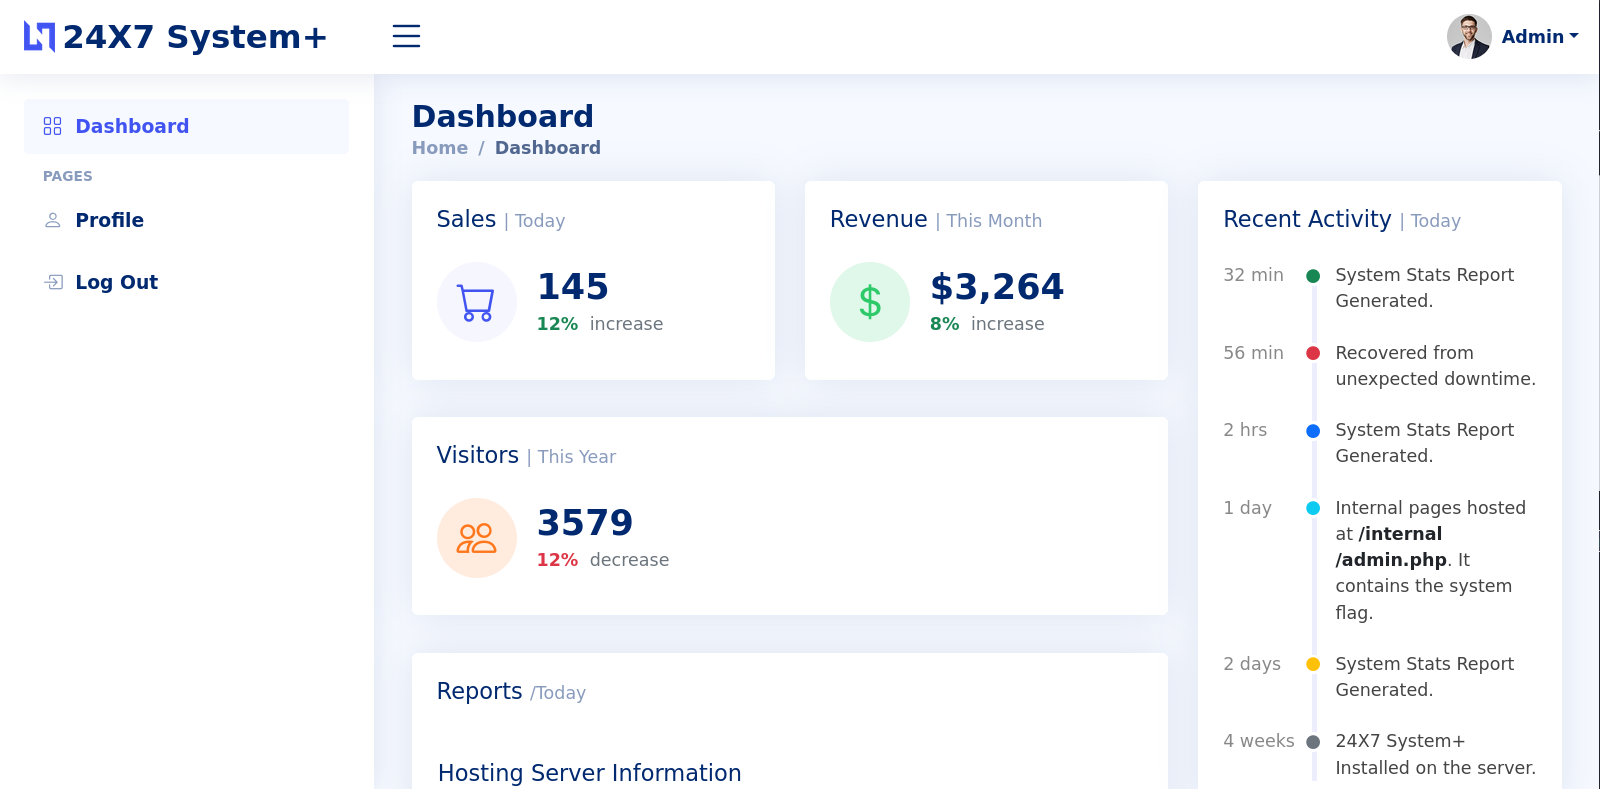 24X7 System+
Admin
Dashboard
PAGES
Profile
Log Out
Dashboard
Home / Dashboard
Sales | Today
145
12% increase
Revenue | This Month
$3,264
8% increase
Visitors | This Year
3579
12% decrease
Reports /Today
Hosting Server Information
Recent Activity | Today
32 min
System Stats Report
Generated.
56 min
Recovered from
unexpected downtime.
2 hrs
System Stats Report
Generated.
1 day
Internal pages hosted
at /internal
/admin.php. It
contains the system
flag.
2 days
System Stats Report
Generated.
4 weeks
24X7 System+
Installed on the server.